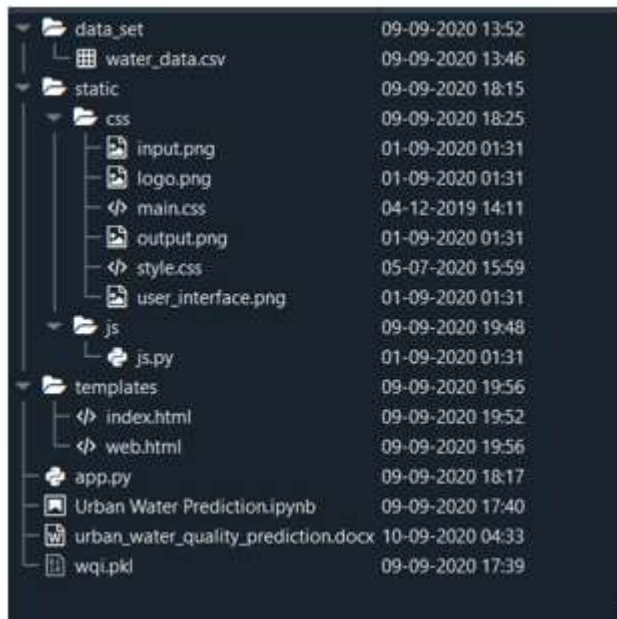 data_set 09-09-2020 13:52
water_data.csv 09-09-2020 13:46
static 09-09-2020 18:15
css 09-09-2020 18:25
input.png 01-09-2020 01:31
logo.png 01-09-2020 01:31
main.css 04-12-2019 14:11
output.png 01-09-2020 01:31
style.css 05-07-2020 15:59
user_interface.png 01-09-2020 01:31
js 09-09-2020 19:48
js.py 01-09-2020 01:31
templates 09-09-2020 19:56
index.html 09-09-2020 19:52
web.html 09-09-2020 19:56
app.py 09-09-2020 18:17
Urban Water Prediction.ipynb 09-09-2020 17:40
urban_water_quality_prediction.docx 10-09-2020 04:33
wqi.pkl 09-09-2020 17:39